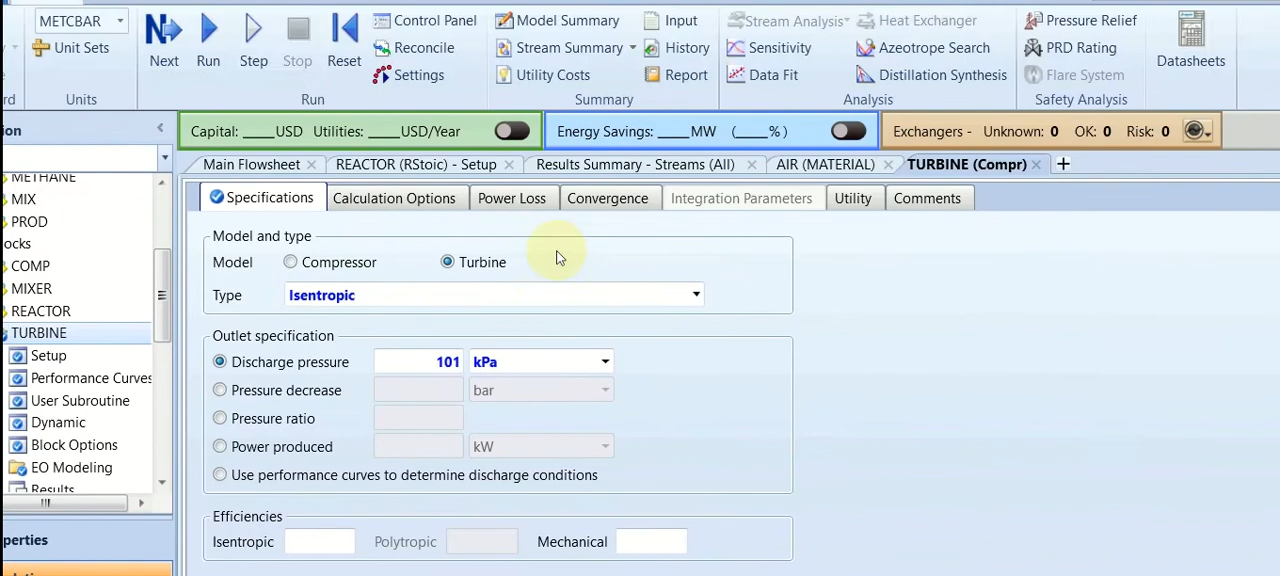 METCBAR
Unit Sets
Units
Next
Run
Step
Stop
Reset
Control Panel
Reconcile
Settings
Run
Model Summary
Stream Summary
Utility Costs
Input
History
Report
Summary
Stream Analysis
Heat Exchanger
Sensitivity
Azeotrope Search
Data Fit
Distillation Synthesis
Analysis
Pressure Relief
PRD Rating
Flare System
Safety Analysis
Datasheets
Capital: ____USD Utilities: ____USD/Year
Energy Savings: ____MW (____%)
Exchangers - Unknown: 0 OK: 0 Risk: 0
Main Flowsheet
REACTOR (RStoic) - Setup
Results Summary - Streams (All)
AIR (MATERIAL)
TURBINE (Compr)
METHANE
MIX
PROD
COMP
MIXER
REACTOR
TURBINE
Setup
Performance Curves
User Subroutine
Dynamic
Block Options
EO Modeling
Results
Specifications
Calculation Options
Power Loss
Convergence
Integration Parameters
Utility
Comments
Model and type
Model Compressor Turbine
Type Isentropic
Outlet specification
Discharge pressure 101 kPa
Pressure decrease bar
Pressure ratio
Power produced kW
Use performance curves to determine discharge conditions
Efficiencies
Isentropic Polytropic Mechanical